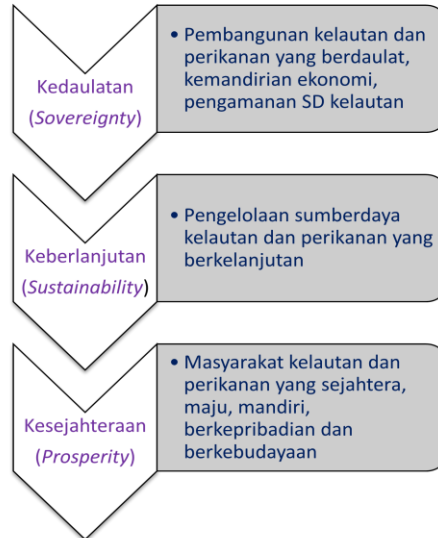 Kedaulatan
(Sovereignty)
• Pembangunan kelautan dan
perikanan yang berdaulat,
kemandirian ekonomi,
pengamanan SD kelautan
Keberlanjutan
(Sustainability)
• Pengelolaan sumberdaya
kelautan dan perikanan yang
berkelanjutan
Kesejahteraan
(Prosperity)
• Masyarakat kelautan dan
perikanan yang sejahtera,
maju, mandiri,
berkepribadian dan
berkebudayaan